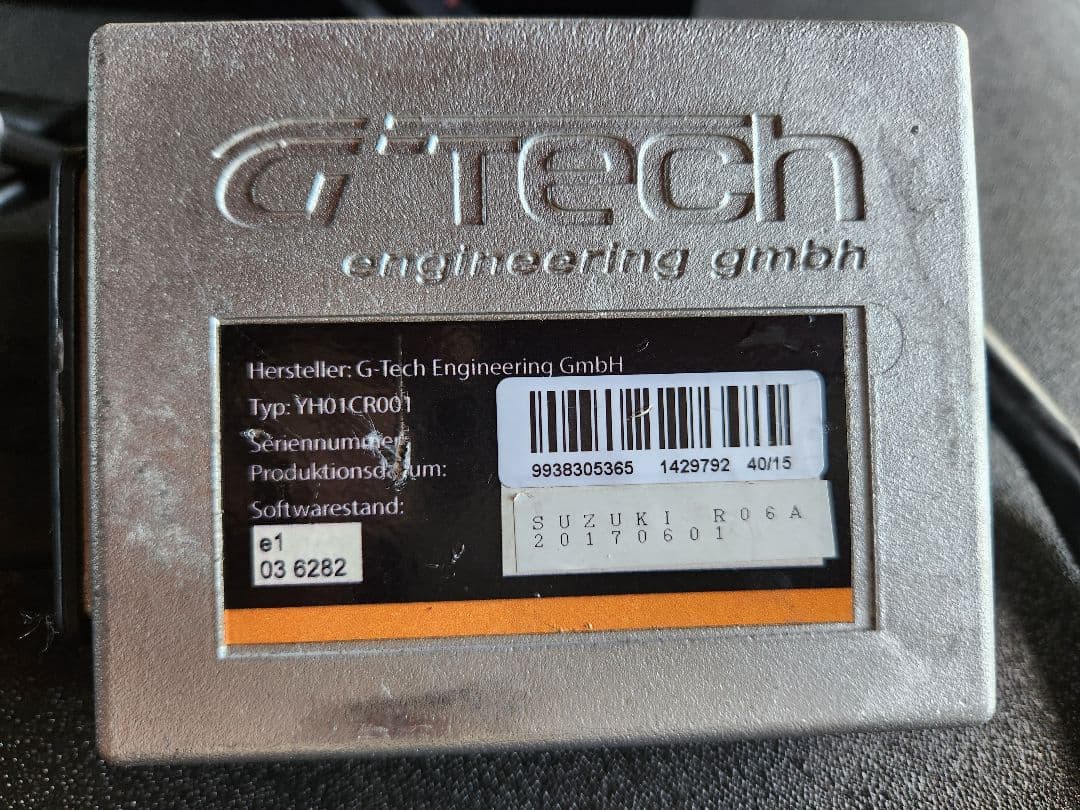 G-Tech
engineering gmbh
Hersteller: G-Tech Engineering GmbH
Typ: YH01CR001
Seriennummer
Produktionsdatum:
9938305365 1429792 40/15
Softwarestand:
SUZUKI R06A
20170601
e1
03 6282